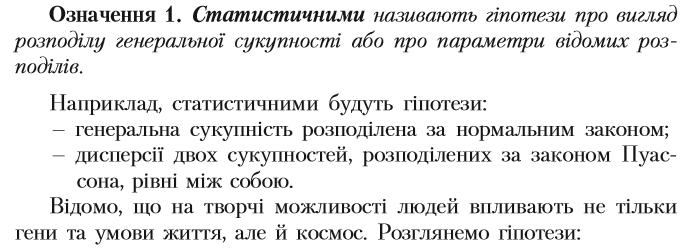 Означення 1. Статистичними називають гіпотези про вигляд
розподілу генеральної сукупності або про параметри відомих роз-
поділів.
Наприклад, статистичними будуть гіпотези:
– генеральна сукупність розподілена за нормальним законом;
– дисперсії двох сукупностей, розподілених за законом Пуас-
сона, рівні між собою.
Відомо, що на творчі можливості людей впливають не тільки
гени та умови життя, але й космос. Розглянемо гіпотези: